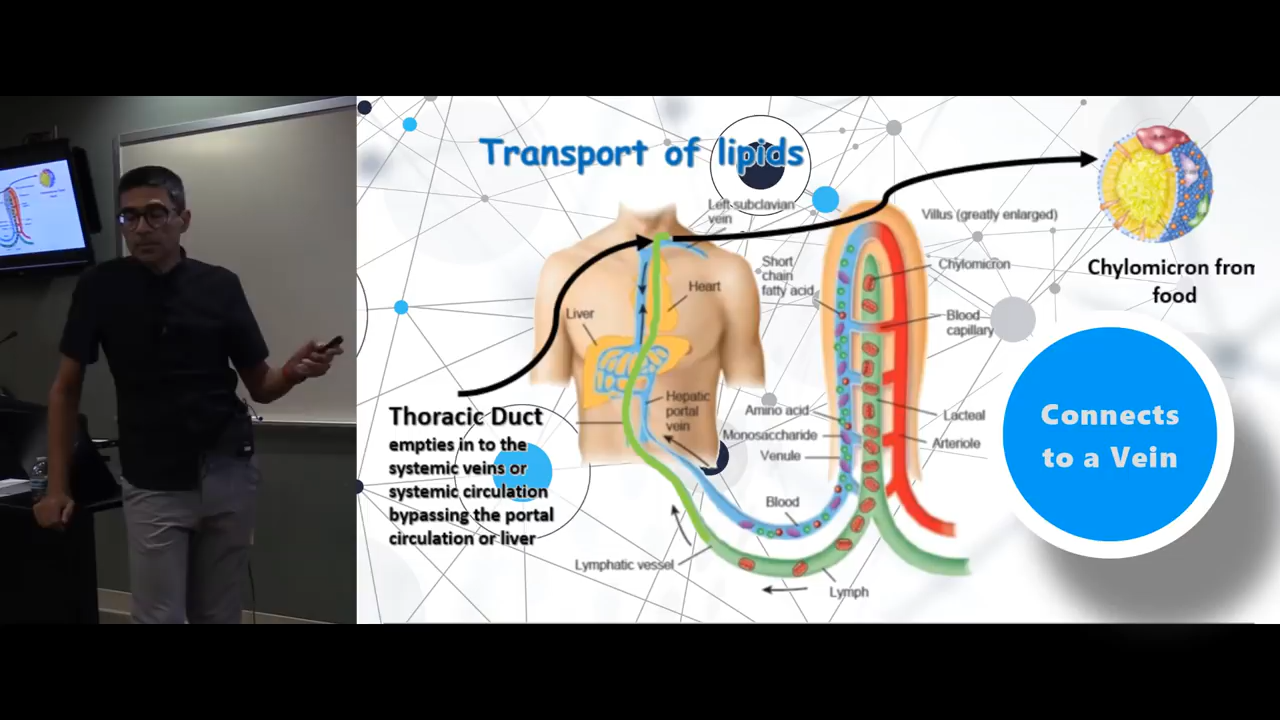 Transport of lipids
Left subclavian
vein
Villus (greatly enlarged)
Short
chain
fatty acid
Chylomicron
Heart
Liver
Blood
capillary
Chylomicron from
food
Hepatic
portal
vein
Amino acid
Monosaccharide
Venule
Lacteal
Arteriole
Thoracic Duct
empties in to the
systemic veins or
systemic circulation
bypassing the portal
circulation or liver
Blood
Lymphatic vessel
Lymph
Connects
to a Vein